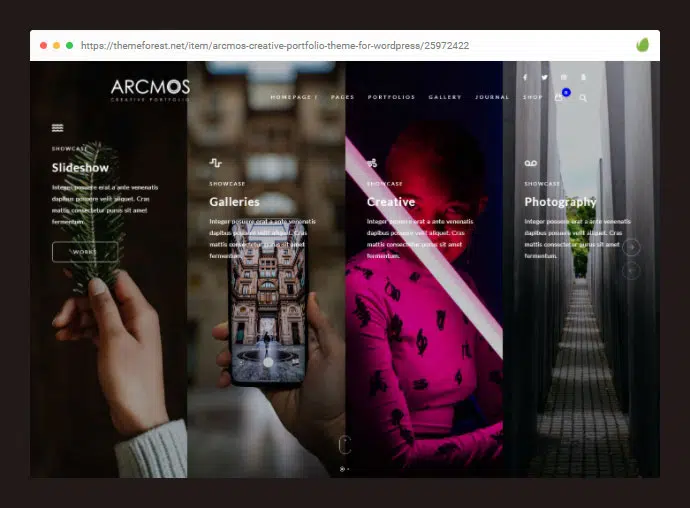 https://themeforest.net/item/arcmos-creative-portfolio-theme-for-wordpress/25972422
ARCMOS
CREATIVE PORTFOLIO
HOMEPAGE 1 PAGES PORTFOLIOS GALLERY JOURNAL SHOP 0
SHOWCASE
Slideshow
Integer posuere erat a ante venenatis
dapibus posuere velit aliquet. Cras
mattis consectetur purus sit amet
fermentum.
WORKS
SHOWCASE
Galleries
Integer posuere erat a ante venenatis
dapibus posuere velit aliquet. Cras
mattis consectetur purus sit amet
fermentum.
SHOWCASE
Creative
Integer posuere erat a ante venenatis
dapibus posuere velit aliquet. Cras
mattis consectetur purus sit amet
fermentum.
SHOWCASE
Photography
Integer posuere erat a ante venenatis
dapibus posuere velit aliquet. Cras
mattis consectetur purus sit amet
fermentum.